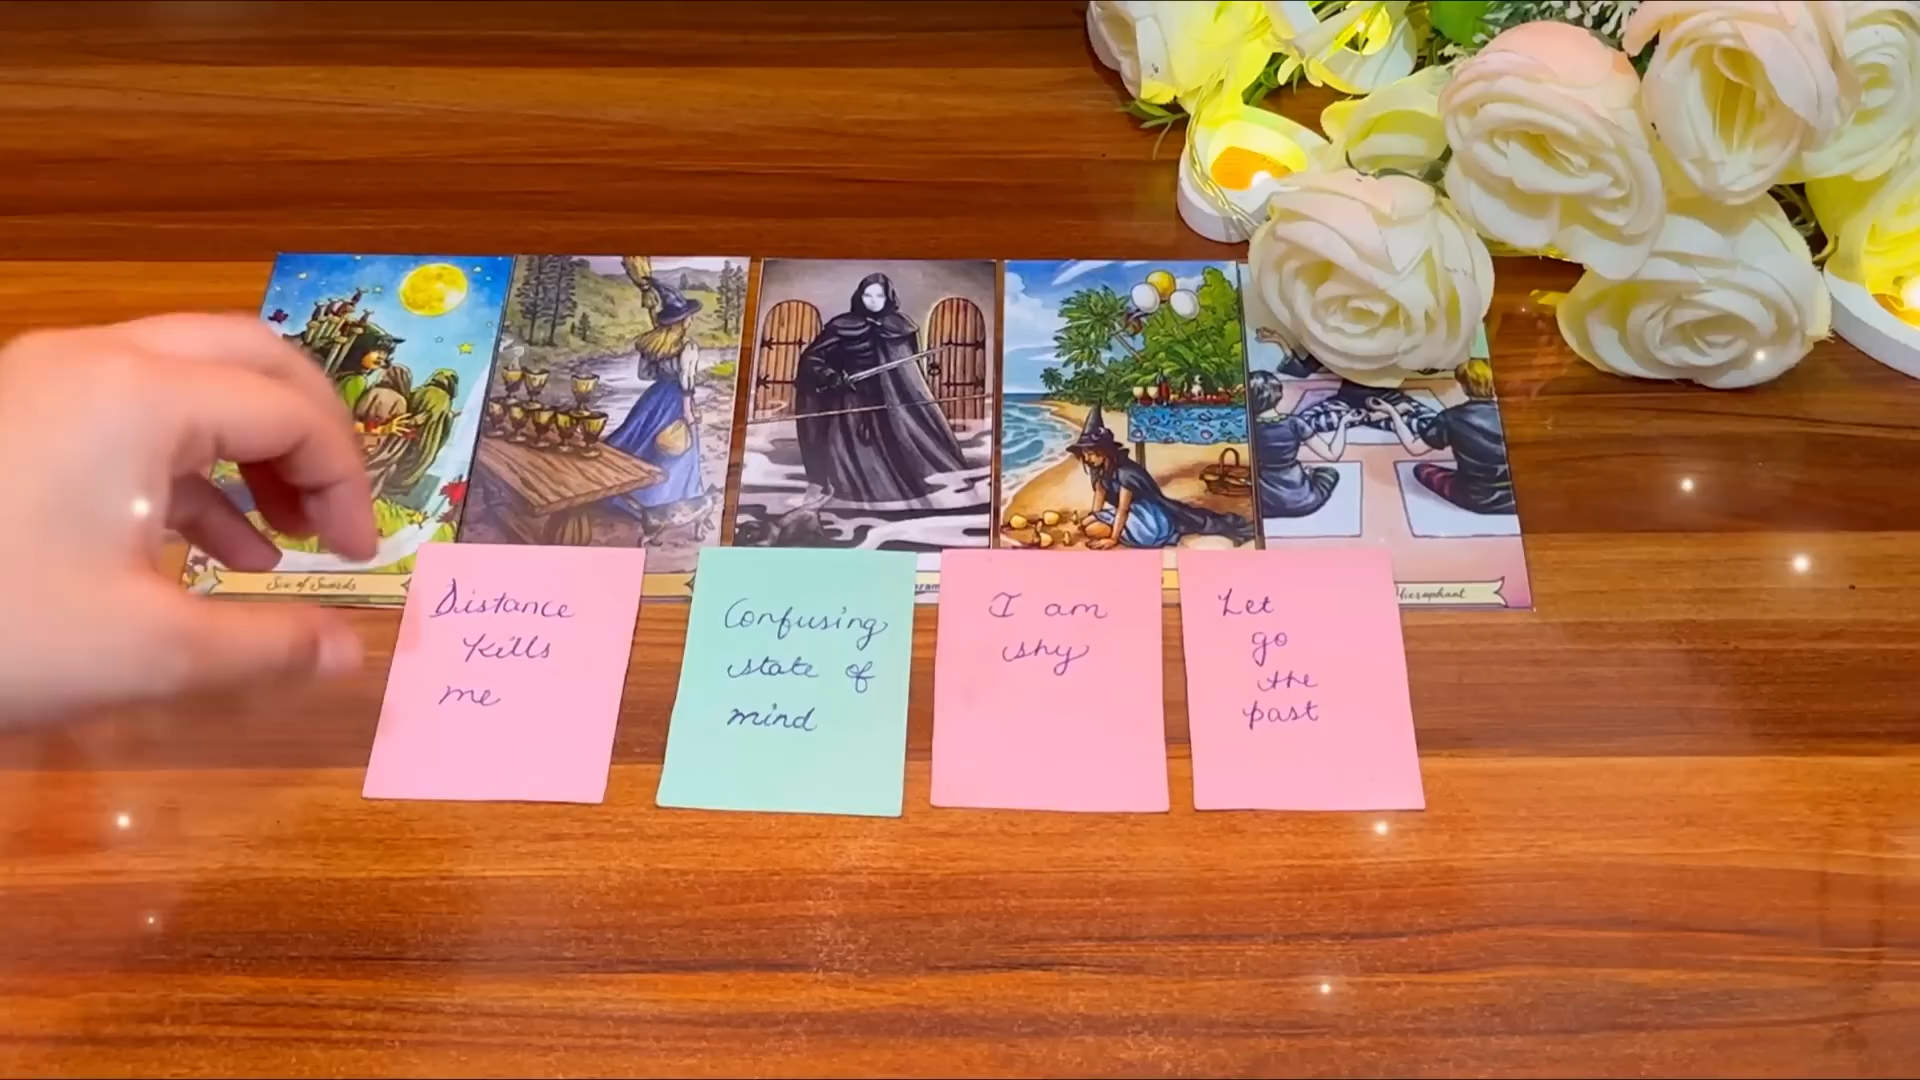 Six of Swords
Hierophant
Distance
kills
me
Confusing
state of
mind
I am
shy
Let
go
the
past